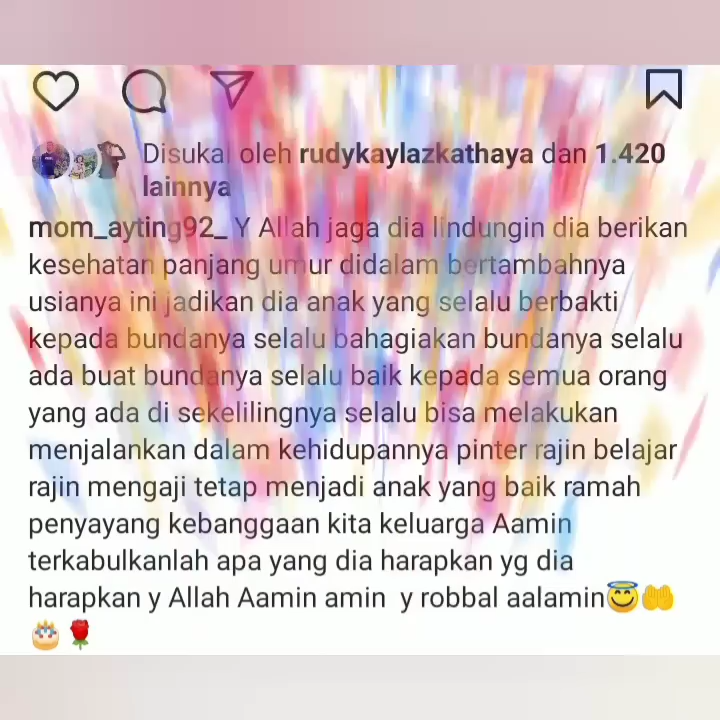 Disukai oleh rudykaylazkathaya dan 1.420
lainnya
mom_ayting92_ Y Allah jaga dia lindungin dia berikan
kesehatan panjang umur didalam bertambahnya
usianya ini jadikan dia anak yang selalu berbakti
kepada bundanya selalu bahagiakan bundanya selalu
ada buat bundanya selalu baik kepada semua orang
yang ada di sekelilingnya selalu bisa melakukan
menjalankan dalam kehidupannya pinter rajin belajar
rajin mengaji tetap menjadi anak yang baik ramah
penyayang kebanggaan kita keluarga Aamin
terkabulkanlah apa yang dia harapkan yg dia
harapkan y Allah Aamin amin y robbal aalamin😇🤲
🎂🌹